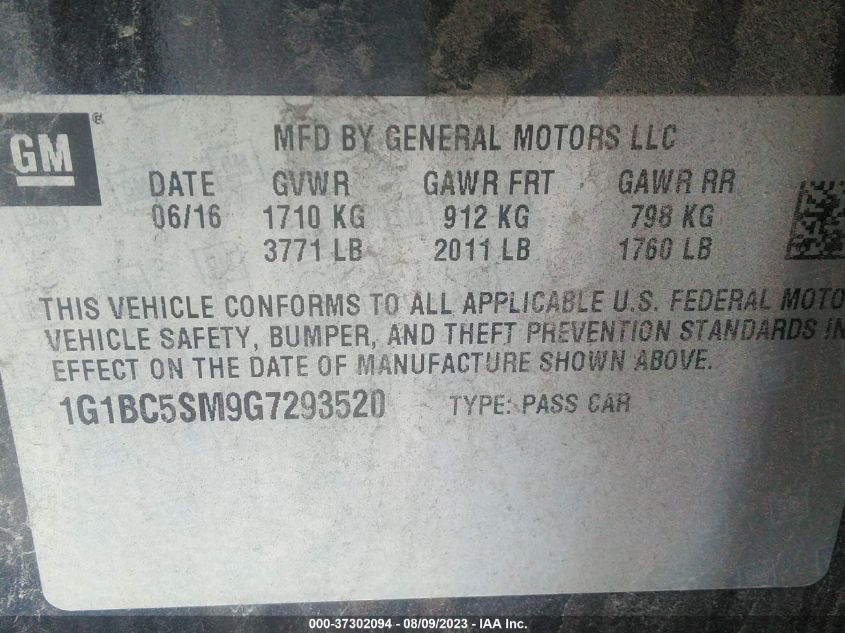 GM®
MFD BY GENERAL MOTORS LLC
DATE GVWR GAWR FRT GAWR RR
06/16 1710 KG 912 KG 798 KG
3771 LB 2011 LB 1760 LB
THIS VEHICLE CONFORMS TO ALL APPLICABLE U.S. FEDERAL MOTO
VEHICLE SAFETY, BUMPER, AND THEFT PREVENTION STANDARDS IN
EFFECT ON THE DATE OF MANUFACTURE SHOWN ABOVE.
1G1BC5SM9G7293520 TYPE: PASS CAR
000-37302094 - 08/09/2023 - IAA Inc.